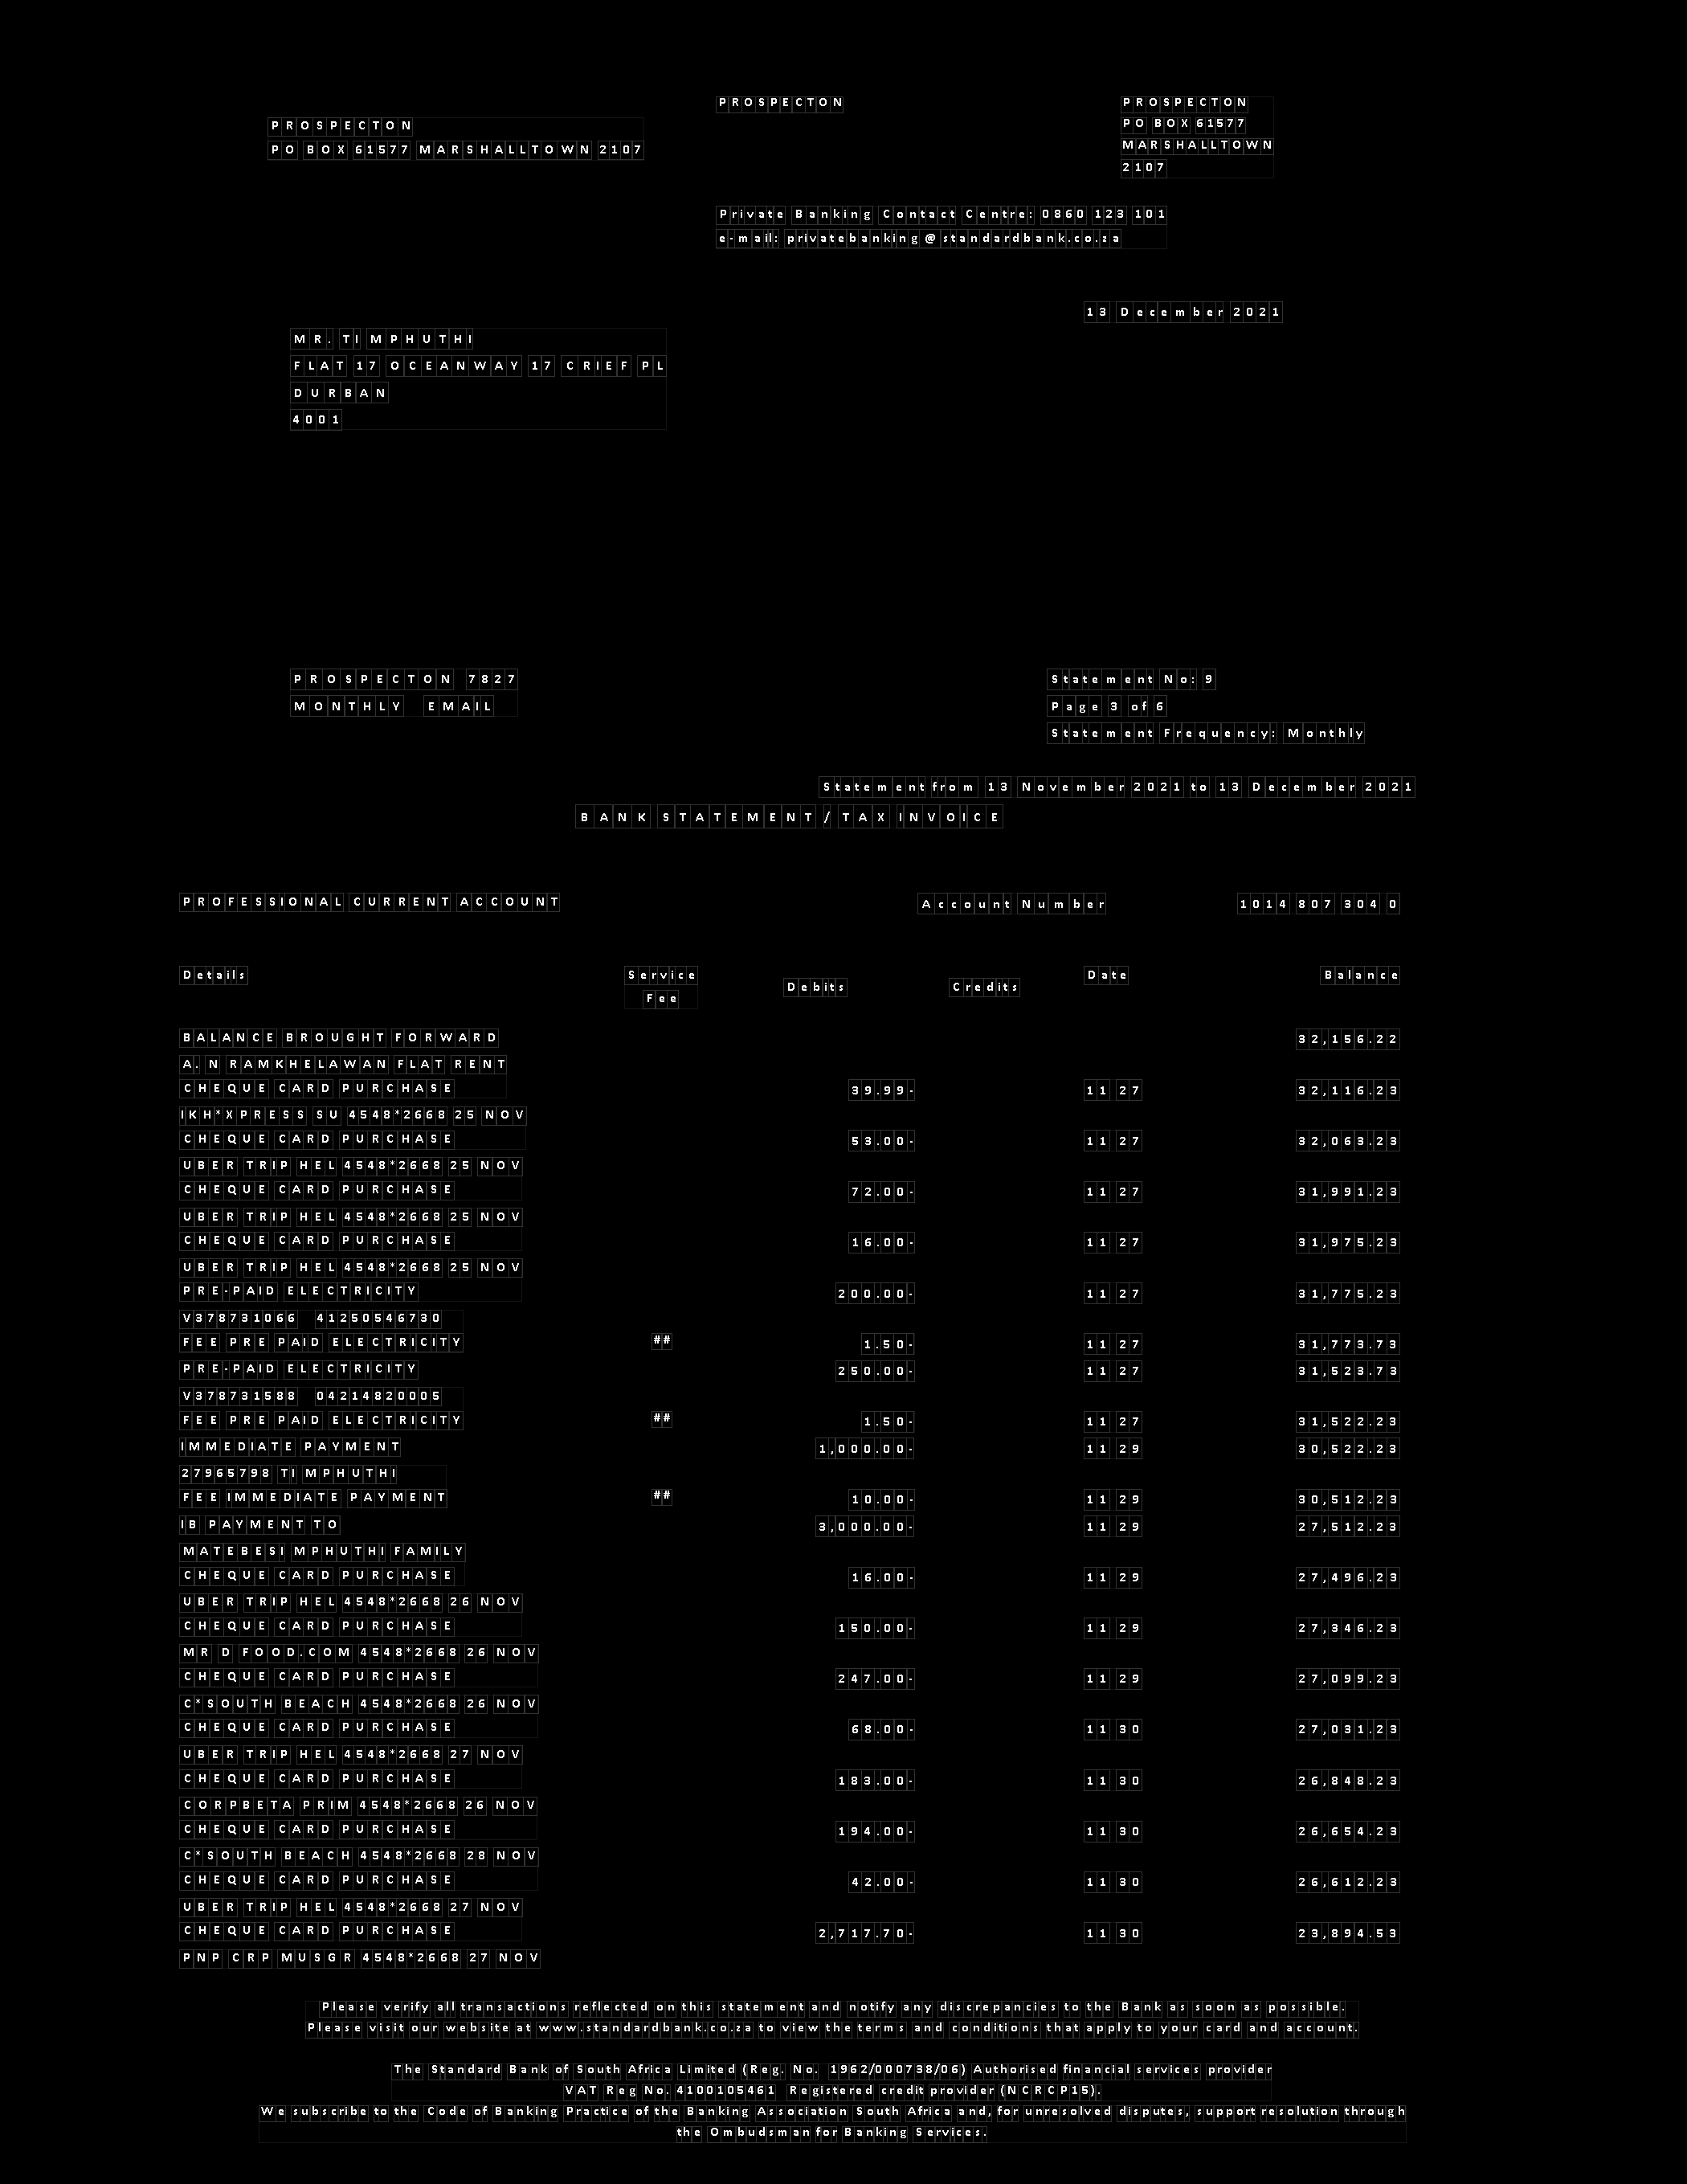 PROSPECTON
PO BOX 61577 MARSHALLTOWN 2107
PROSPECTON
PROSPECTON
PO BOX 61577
MARSHALLTOWN
2107
Private Banking Contact Centre: 0860 123 101
e-mail: privatebanking@standardbank.co.za
13 December 2021
MR. TI MPHUTHI
FLAT 17 OCEANWAY 17 CRIEF PL
DURBAN
4001
PROSPECTON 7827
MONTHLY EMAIL
Statement No: 9
Page 3 of 6
Statement Frequency: Monthly
Statement from 13 November 2021 to 13 December 2021
BANK STATEMENT / TAX INVOICE
PROFESSIONAL CURRENT ACCOUNT Account Number 1014 807 304 0
Details Service Fee Debits Credits Date Balance
BALANCE BROUGHT FORWARD 32,156.22
A. N RAMKHELAWAN FLAT RENT
CHEQUE CARD PURCHASE 39.99- 11 27 32,116.23
IKH*XPRESS SU 4548*2668 25 NOV
CHEQUE CARD PURCHASE 53.00- 11 27 32,063.23
UBER TRIP HEL 4548*2668 25 NOV
CHEQUE CARD PURCHASE 72.00- 11 27 31,991.23
UBER TRIP HEL 4548*2668 25 NOV
CHEQUE CARD PURCHASE 16.00- 11 27 31,975.23
UBER TRIP HEL 4548*2668 25 NOV
PRE-PAID ELECTRICITY 200.00- 11 27 31,775.23
V378731066 41250546730
FEE PRE PAID ELECTRICITY ## 1.50- 11 27 31,773.73
PRE-PAID ELECTRICITY 250.00- 11 27 31,523.73
V378731588 04214820005
FEE PRE PAID ELECTRICITY ## 1.50- 11 27 31,522.23
IMMEDIATE PAYMENT 1,000.00- 11 29 30,522.23
27965798 TI MPHUTHI
FEE IMMEDIATE PAYMENT ## 10.00- 11 29 30,512.23
IB PAYMENT TO 3,000.00- 11 29 27,512.23
MATEBESI MPHUTHI FAMILY
CHEQUE CARD PURCHASE 16.00- 11 29 27,496.23
UBER TRIP HEL 4548*2668 26 NOV
CHEQUE CARD PURCHASE 150.00- 11 29 27,346.23
MR D FOOD.COM 4548*2668 26 NOV
CHEQUE CARD PURCHASE 247.00- 11 29 27,099.23
C*SOUTH BEACH 4548*2668 26 NOV
CHEQUE CARD PURCHASE 68.00- 11 30 27,031.23
UBER TRIP HEL 4548*2668 27 NOV
CHEQUE CARD PURCHASE 183.00- 11 30 26,848.23
CORPBETA PRIM 4548*2668 26 NOV
CHEQUE CARD PURCHASE 194.00- 11 30 26,654.23
C*SOUTH BEACH 4548*2668 28 NOV
CHEQUE CARD PURCHASE 42.00- 11 30 26,612.23
UBER TRIP HEL 4548*2668 27 NOV
CHEQUE CARD PURCHASE 2,717.70- 11 30 23,894.53
PNP CRP MUSGR 4548*2668 27 NOV
Please verify all transactions reflected on this statement and notify any discrepancies to the Bank as soon as possible.
Please visit our website at www.standardbank.co.za to view the terms and conditions that apply to your card and account.
The Standard Bank of South Africa Limited (Reg. No. 1962/000738/06) Authorised financial services provider
VAT Reg No. 4100105461 Registered credit provider (NCRCP15).
We subscribe to the Code of Banking Practice of the Banking Association South Africa and, for unresolved disputes, support resolution through
the Ombudsman for Banking Services.